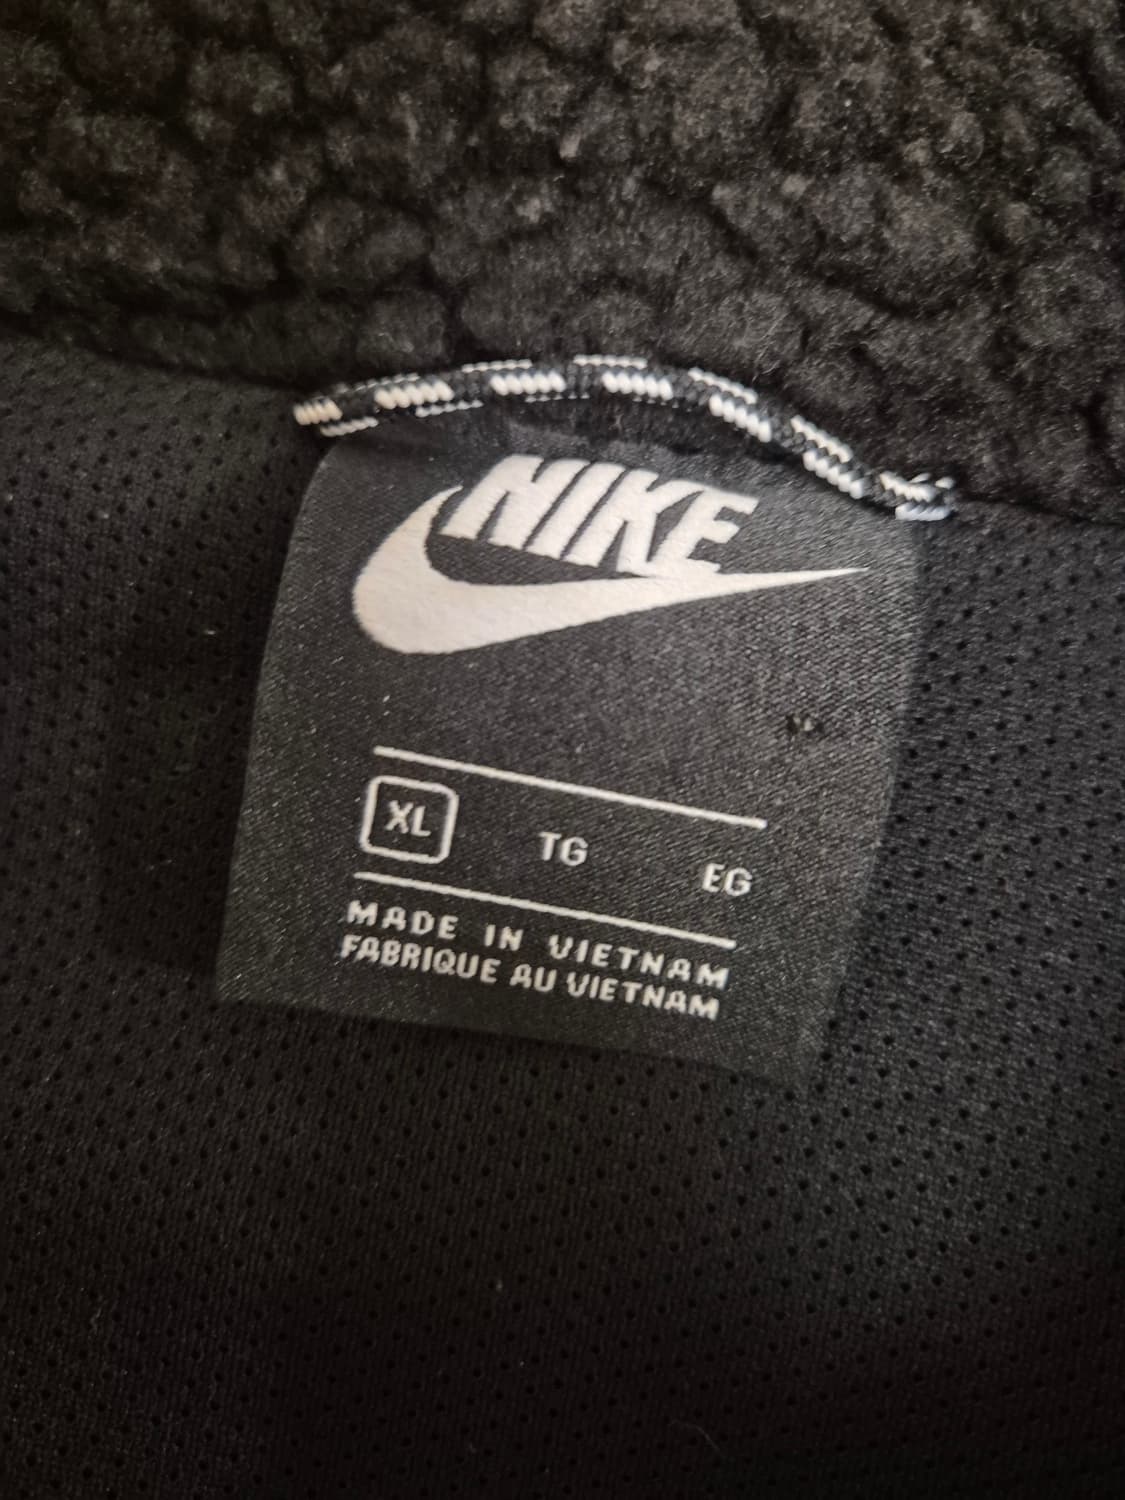 NIKE
XL TG EG
MADE IN VIETNAM
FABRIQUE AU VIETNAM